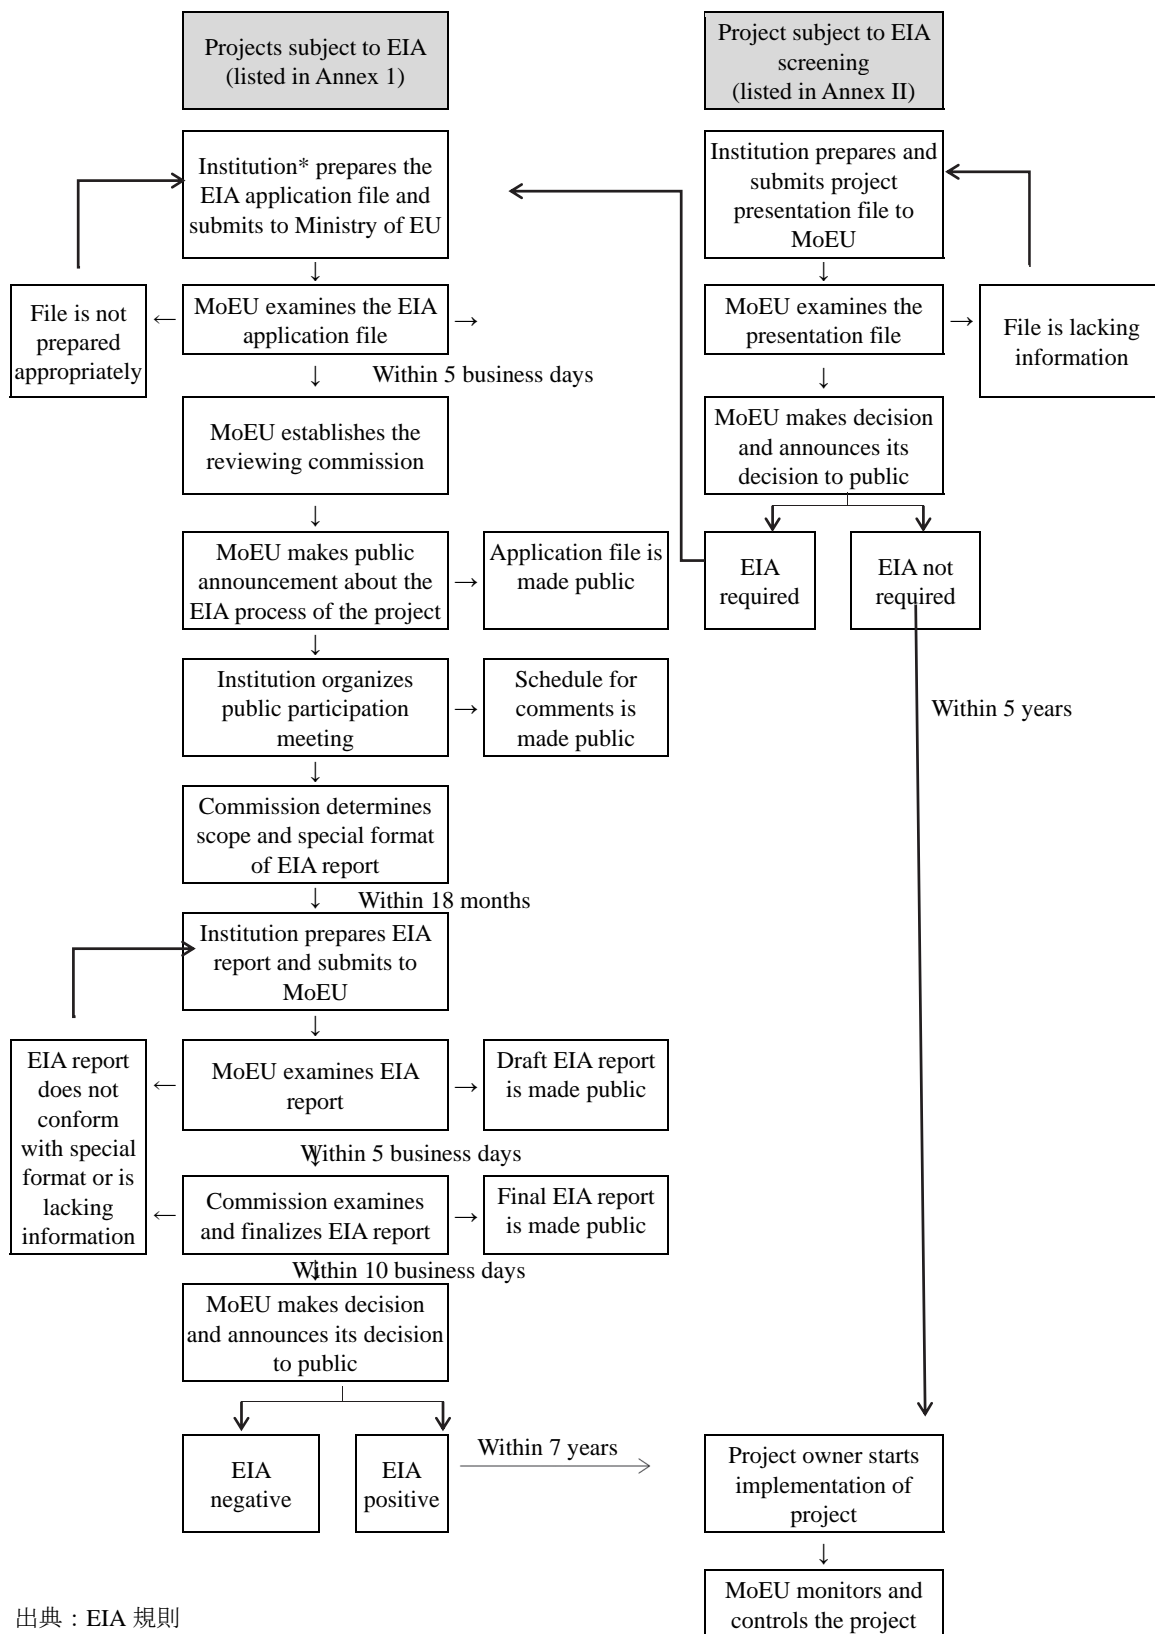 Projects subject to EIA
(listed in Annex 1)
Project subject to EIA
screening
(listed in Annex II)
Institution* prepares the
EIA application file and
submits to Ministry of EU
Institution prepares and
submits project
presentation file to
MoEU
↓
↓
File is not
prepared
appropriately
←
MoEU examines the EIA
application file
→
MoEU examines the
presentation file
→
File is lacking
information
↓
Within 5 business days
↓
MoEU establishes the
reviewing commission
MoEU makes decision
and announces its
decision to public
↓
MoEU makes public
announcement about the
EIA process of the project
→
Application file is
made public
EIA
required
EIA not
required
↓
Institution organizes
public participation
meeting
→
Schedule for
comments is
made public
Within 5 years
↓
Commission determines
scope and special format
of EIA report
↓
Within 18 months
Institution prepares EIA
report and submits to
MoEU
↓
EIA report
does not
conform
with special
format or is
lacking
information
←
MoEU examines EIA
report
→
Draft EIA report
is made public
↓
Within 5 business days
←
Commission examines
and finalizes EIA report
→
Final EIA report
is made public
↓
Within 10 business days
MoEU makes decision
and announces its decision
to public
EIA
negative
EIA
positive
Within 7 years
Project owner starts
implementation of
project
↓
MoEU monitors and
controls the project
出典：EIA 規則